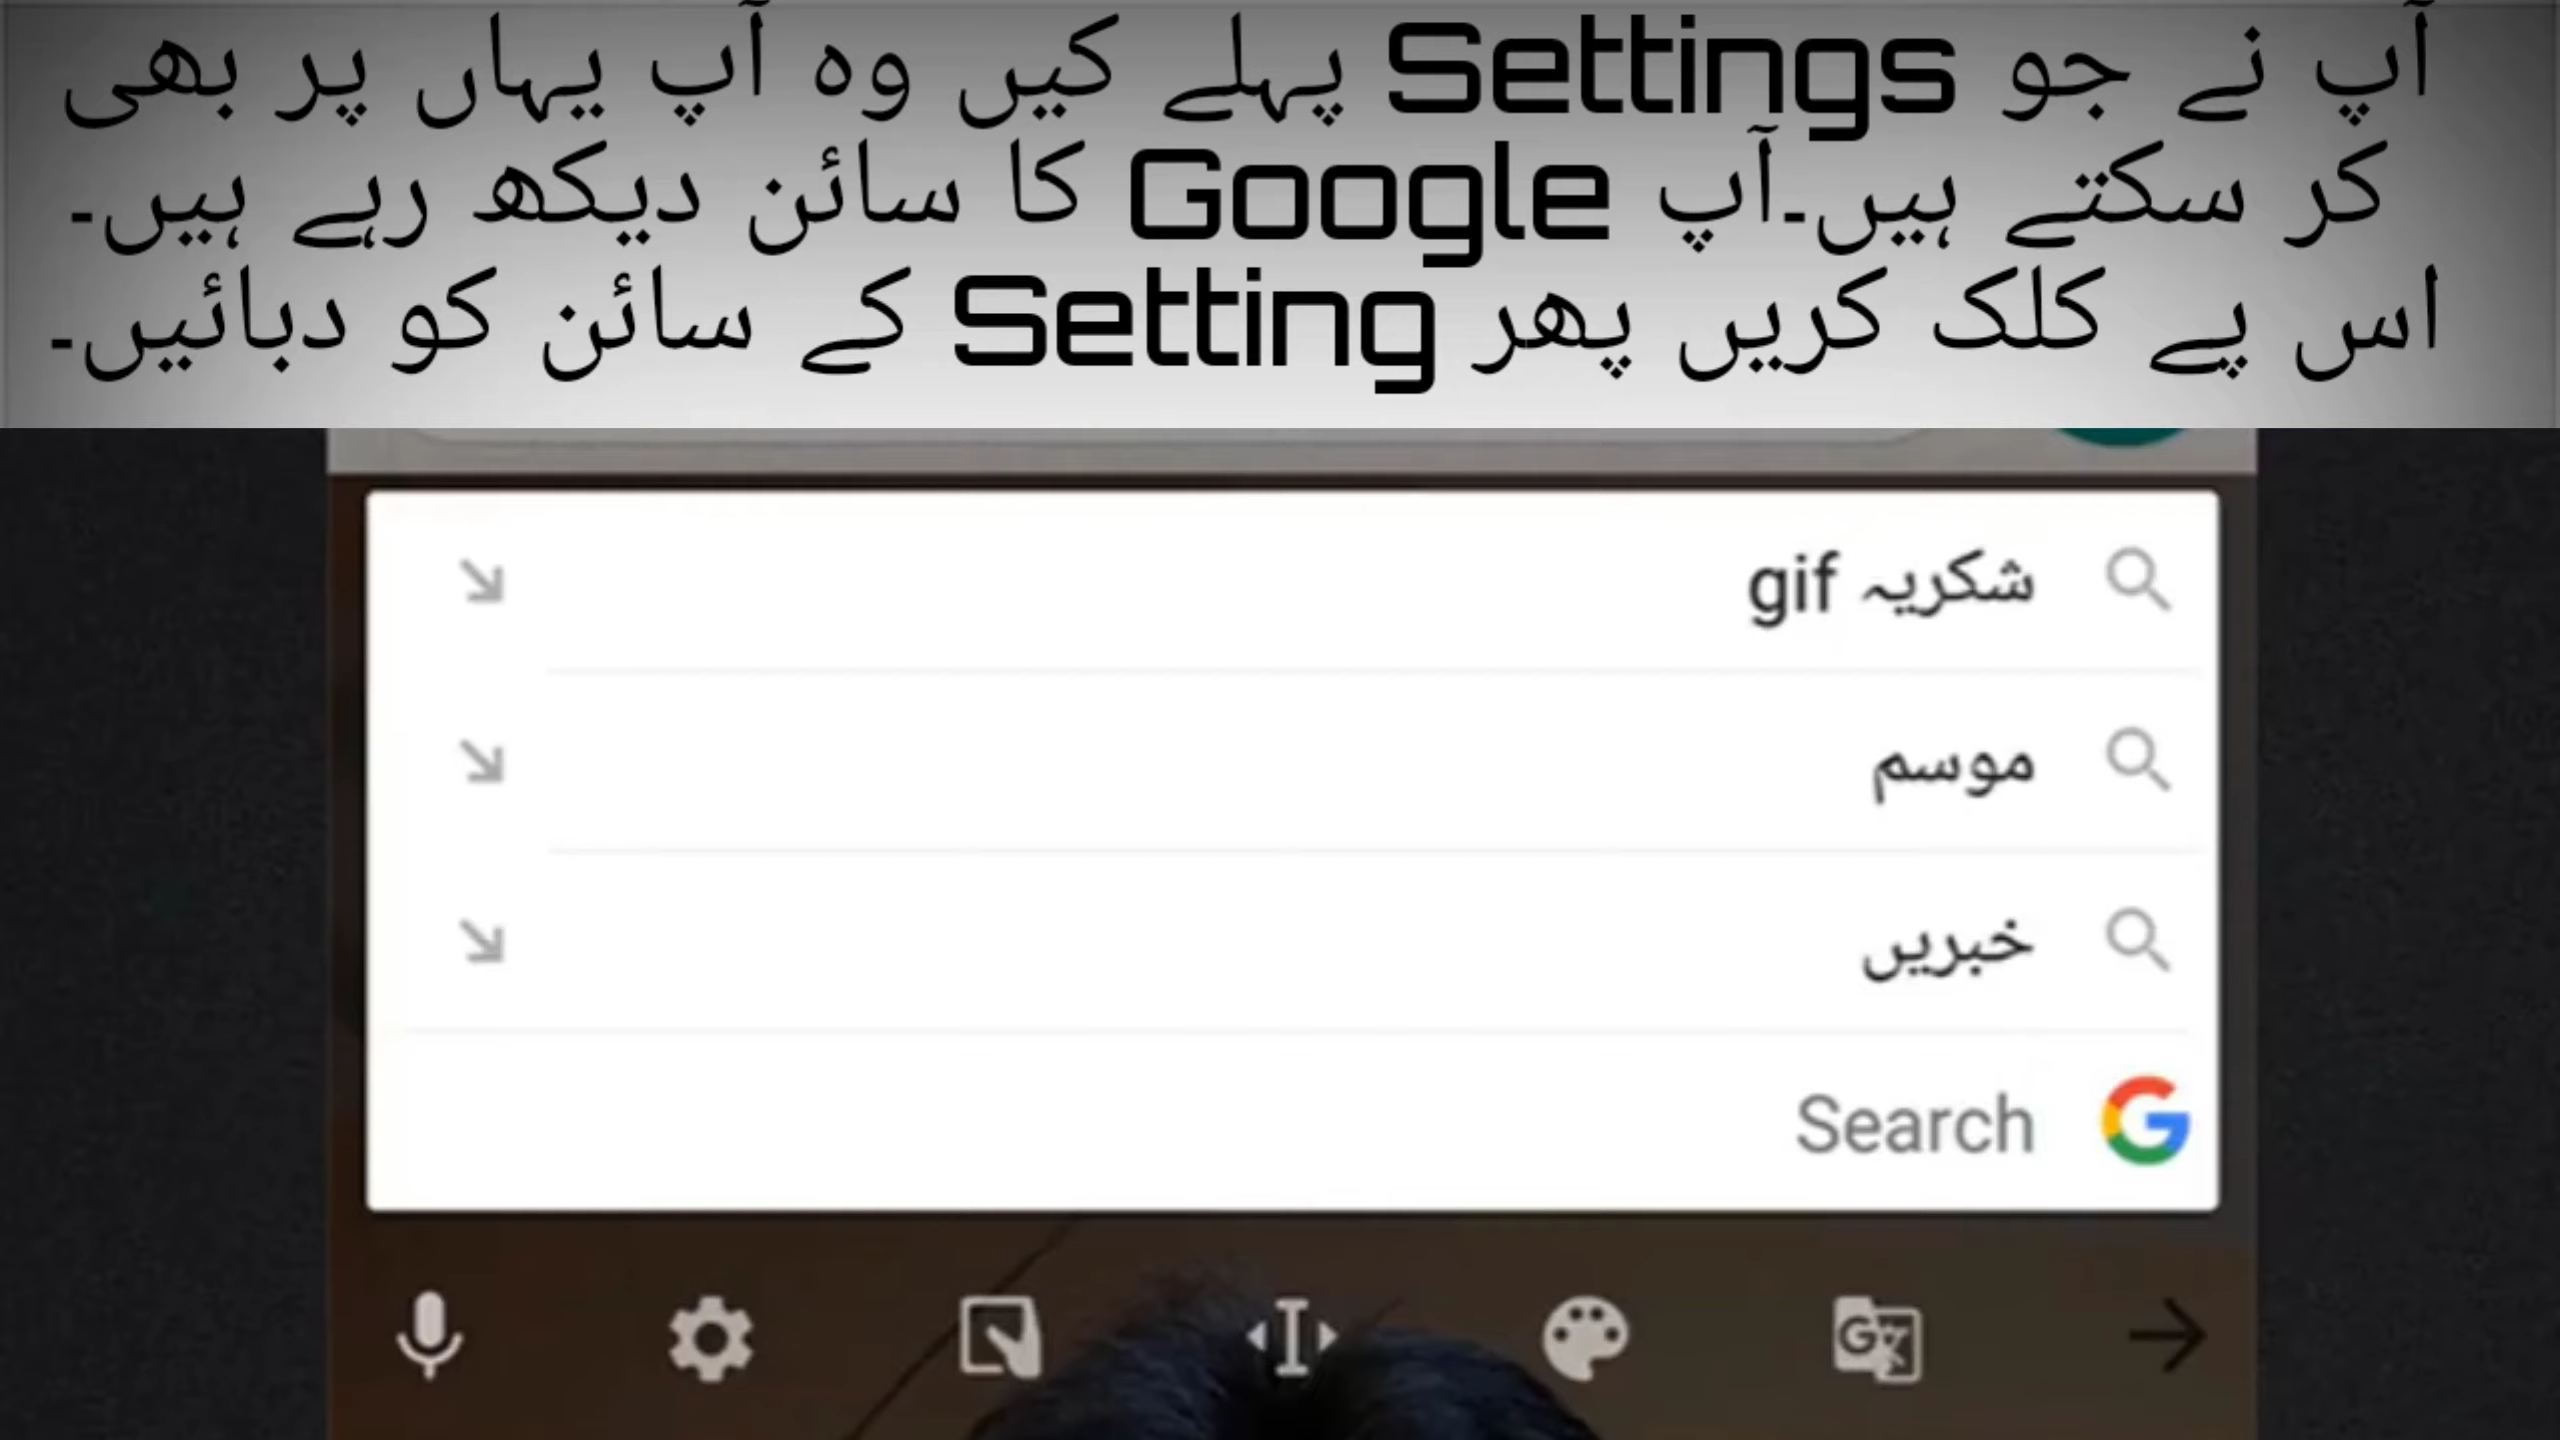 آپ نے جو Settings پہلے کیں وہ آپ یہاں پر بھی
کر سکتے ہیں۔آپ Google کا سائن دیکھ رہے ہیں۔
اس پے کلک کریں پھر Setting کے سائن کو دبائیں۔
شکریہ gif
موسم
خبریں
Search